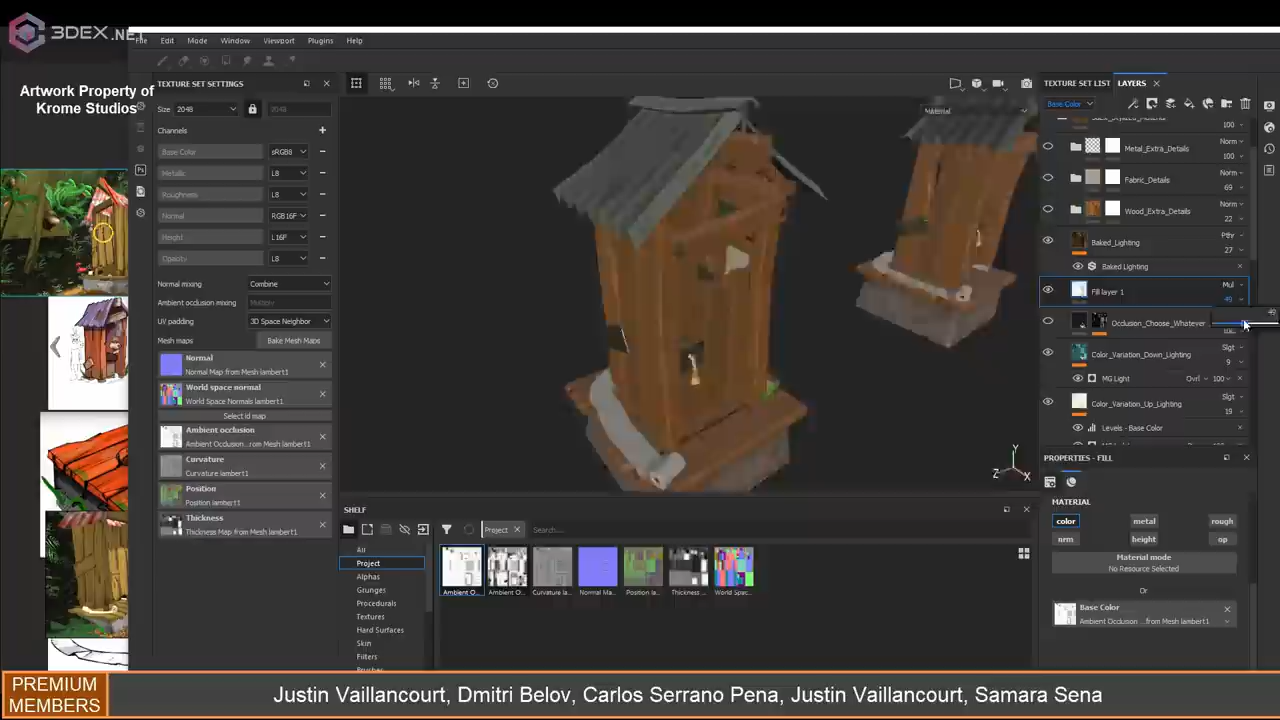 3DEX.NET
File Edit Mode Window Viewport Plugins Help
Artwork Property of
Krome Studios
TEXTURE SET SETTINGS
Size 2048 2048
Channels
Base Color sRGB8
Metallic L8
Roughness L8
Normal RGB16F
Height L16F
Opacity L8
Normal mixing Combine
Ambient occlusion mixing Multiply
UV padding 3D Space Neighbor
Mesh maps Bake Mesh Maps
Normal
Normal Map from Mesh lambert1
World space normal
World Space Normals lambert1
Select id map
Ambient occlusion
Ambient Occlusion ...rom Mesh lambert1
Curvature
Curvature lambert1
Position
Position lambert1
Thickness
Thickness Map from Mesh lambert1
Material
Y
Z X
SHELF
Project
Search...
All
Project
Alphas
Grunges
Procedurals
Textures
Hard Surfaces
Skin
Filters
Brushes
Ambient O...
Ambient O...
Curvature la...
Normal Ma...
Position la...
Thickness ...
World Spac...
TEXTURE SET LIST LAYERS
Base Color
100
Metal_Extra_Details Norm 100
Fabric_Details Norm 69
Wood_Extra_Details Norm 22
Baked_Lighting 27
Baked Lighting
Fill layer 1 Mul 49
49
Occlusion_Choose_Whatever
Color_Variation_Down_Lighting Slgt 9
MG Light Ovrl 100
Color_Variation_Up_Lighting Slgt 19
Levels - Base Color
PROPERTIES - FILL
MATERIAL
color metal rough
nrm height op
Material mode
No Resource Selected
Or
Base Color
Ambient Occlusion ...from Mesh lambert1
PREMIUM
MEMBERS
Justin Vaillancourt, Dmitri Belov, Carlos Serrano Pena, Justin Vaillancourt, Samara Sena